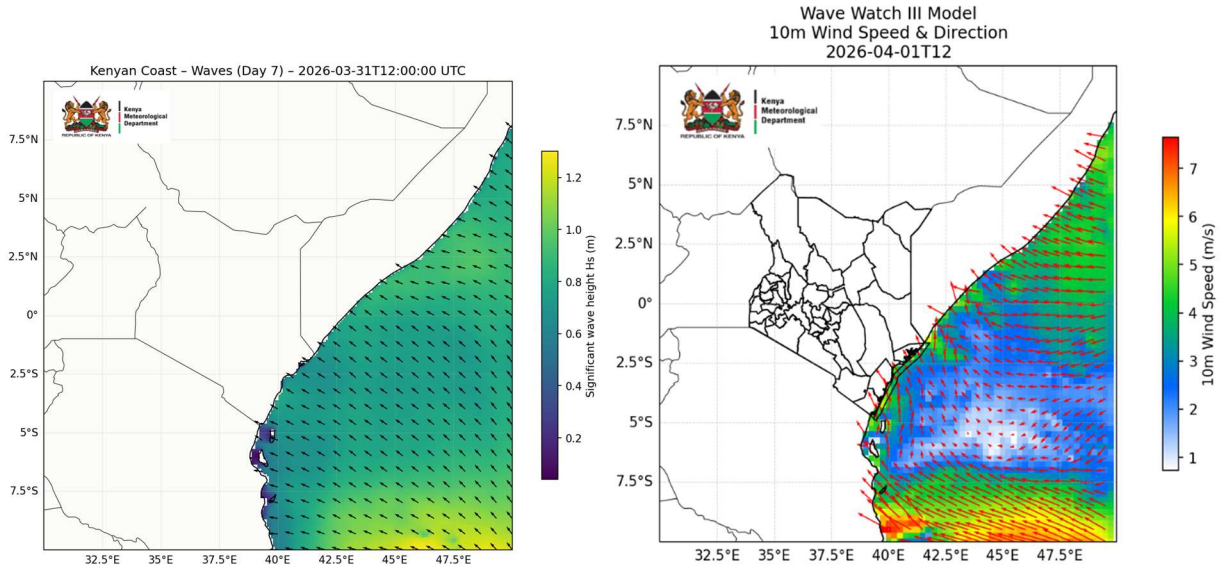 Kenyan Coast – Waves (Day 7) – 2026-03-31T12:00:00 UTC
Kenya
Meteorological
Department
REPUBLIC OF KENYA
7.5°N
5°N
2.5°N
0°
2.5°S
5°S
7.5°S
32.5°E 35°E 37.5°E 40°E 42.5°E 45°E 47.5°E
1.2
1.0
0.8
0.6
0.4
0.2
Significant wave height Hs (m)
Wave Watch III Model
10m Wind Speed & Direction
2026-04-01T12
Kenya
Meteorological
Department
REPUBLIC OF KENYA
7.5°N
5°N
2.5°N
0°
2.5°S
5°S
7.5°S
32.5°E 35°E 37.5°E 40°E 42.5°E 45°E 47.5°E
7
6
5
4
3
2
1
10m Wind Speed (m/s)